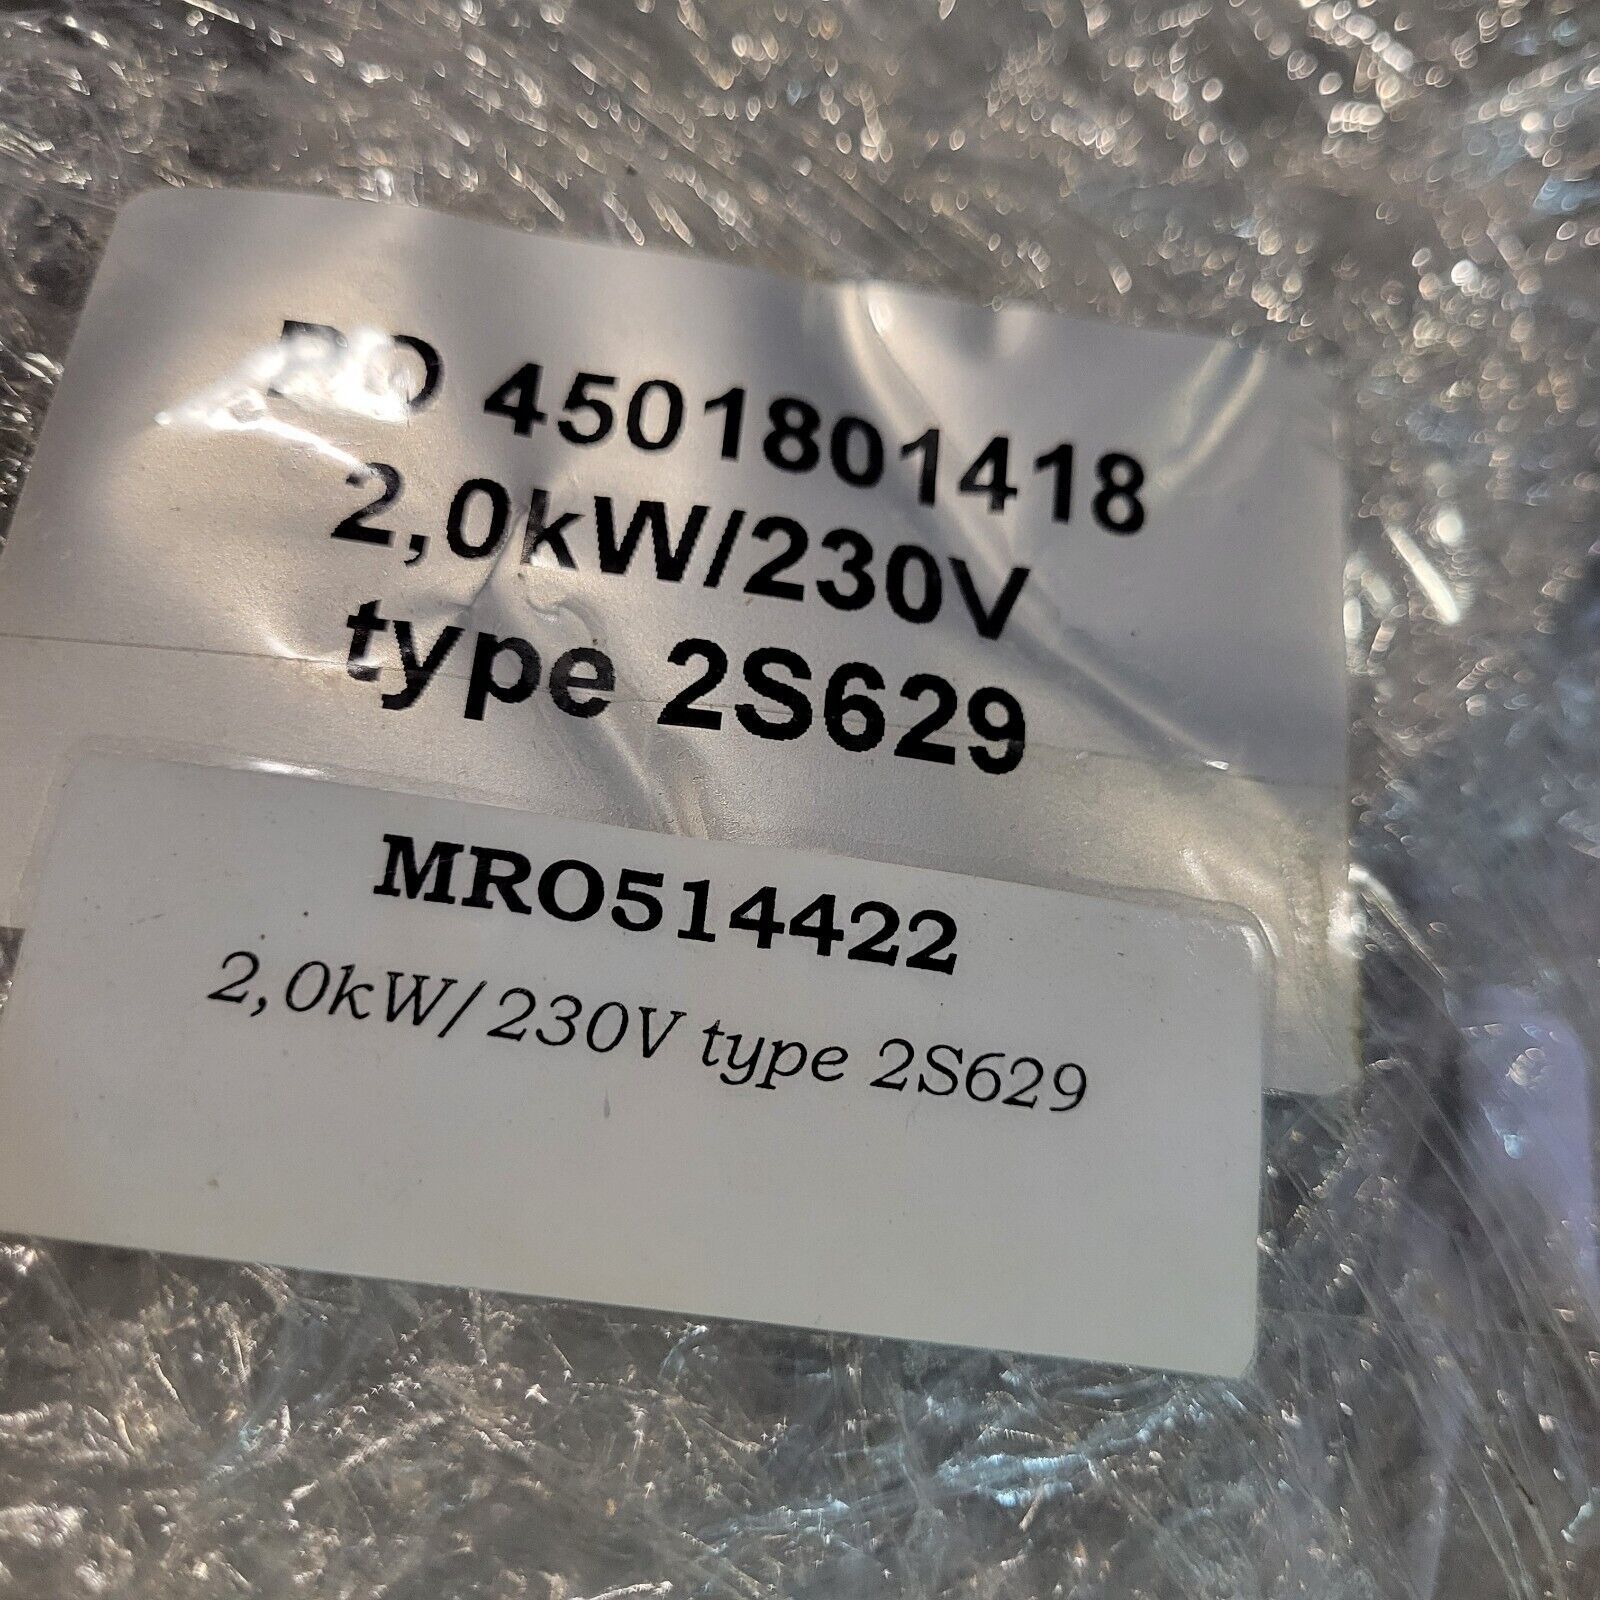 PO 4501801418
2,0kW/230V
type 2S629
MRO514422
2,0kW/230V type 2S629